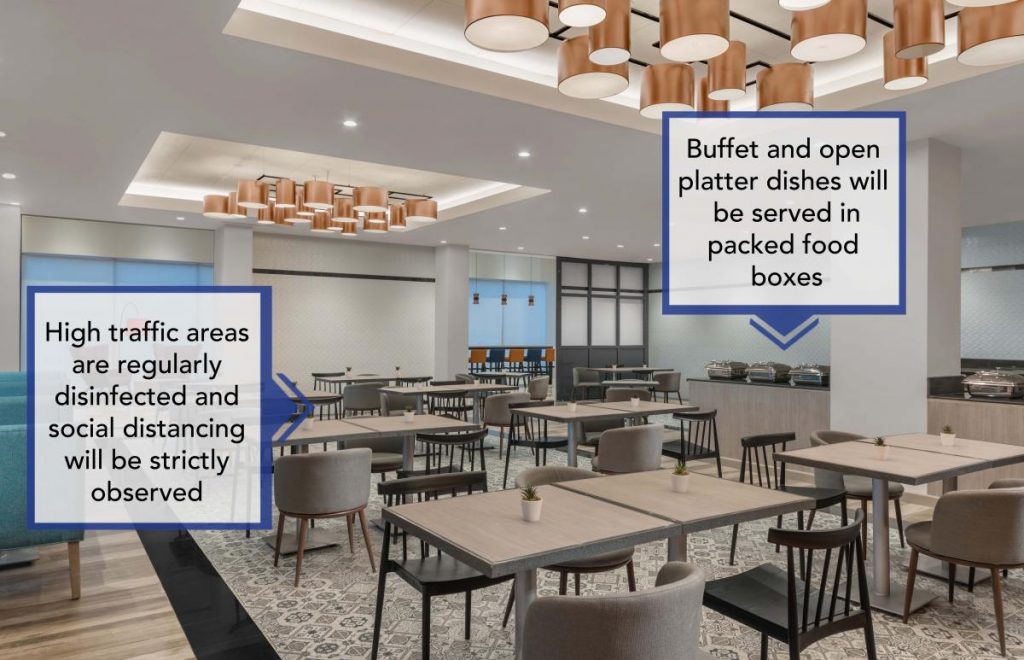 High traffic areas
are regularly
disinfected and
social distancing
will be strictly
observed
Buffet and open
platter dishes will
be served in
packed food
boxes